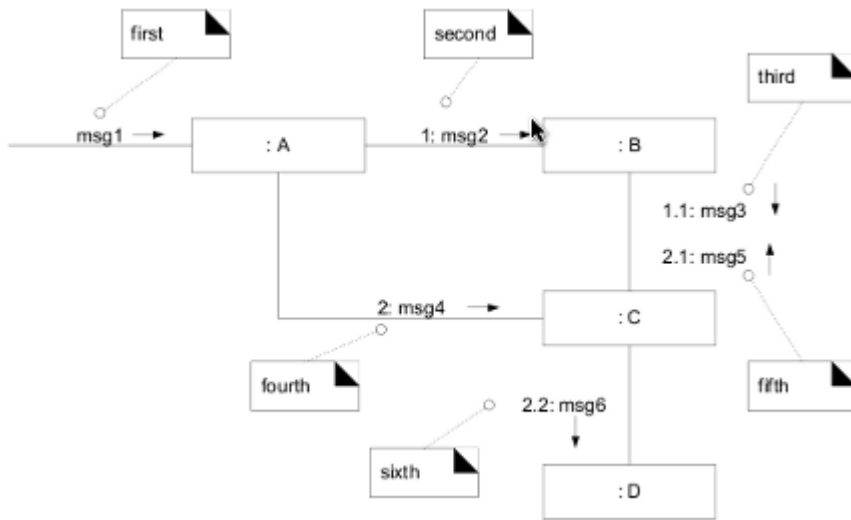 first
second
third
msg1
: A
1: msg2
: B
1.1: msg3
2.1: msg5
2: msg4
: C
fourth
fifth
2.2: msg6
sixth
: D